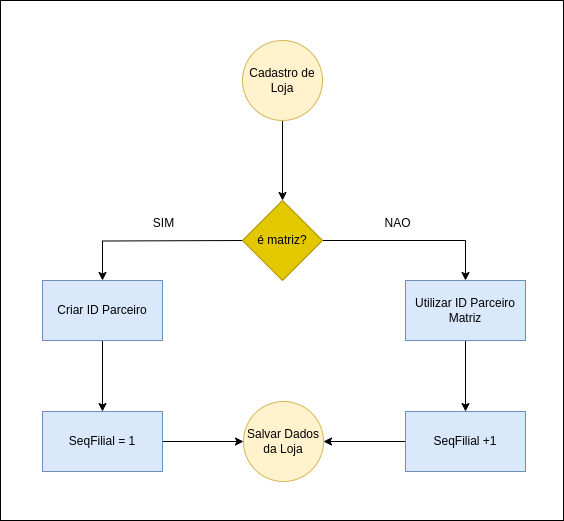 Cadastro de
Loja
SIM
NAO
é matriz?
Criar ID Parceiro
Utilizar ID Parceiro
Matriz
SeqFilial = 1
Salvar Dados
da Loja
SeqFilial +1